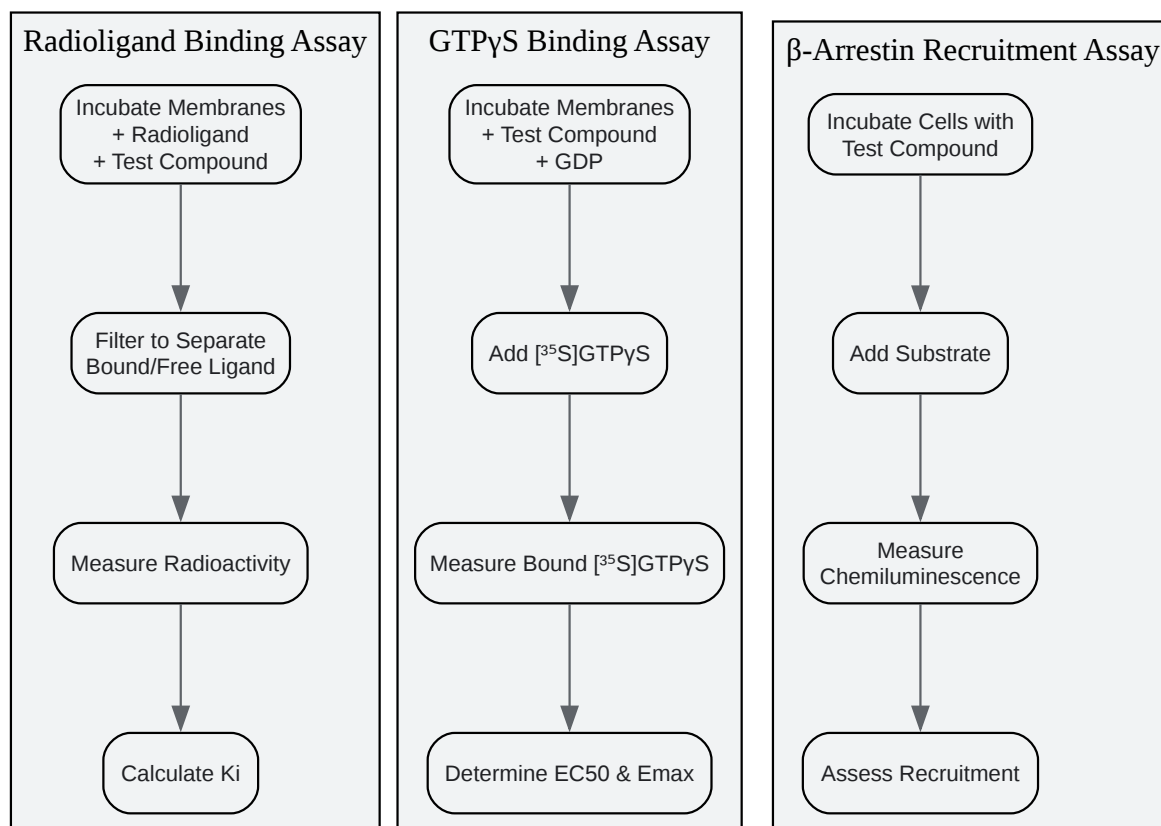 Radioligand Binding Assay
Incubate Membranes
+ Radioligand
+ Test Compound
Filter to Separate
Bound/Free Ligand
Measure Radioactivity
Calculate Ki
GTPγS Binding Assay
Incubate Membranes
+ Test Compound
+ GDP
Add [³⁵S]GTPγS
Measure Bound [³⁵S]GTPγS
Determine EC50 & Emax
β-Arrestin Recruitment Assay
Incubate Cells with
Test Compound
Add Substrate
Measure
Chemiluminescence
Assess Recruitment